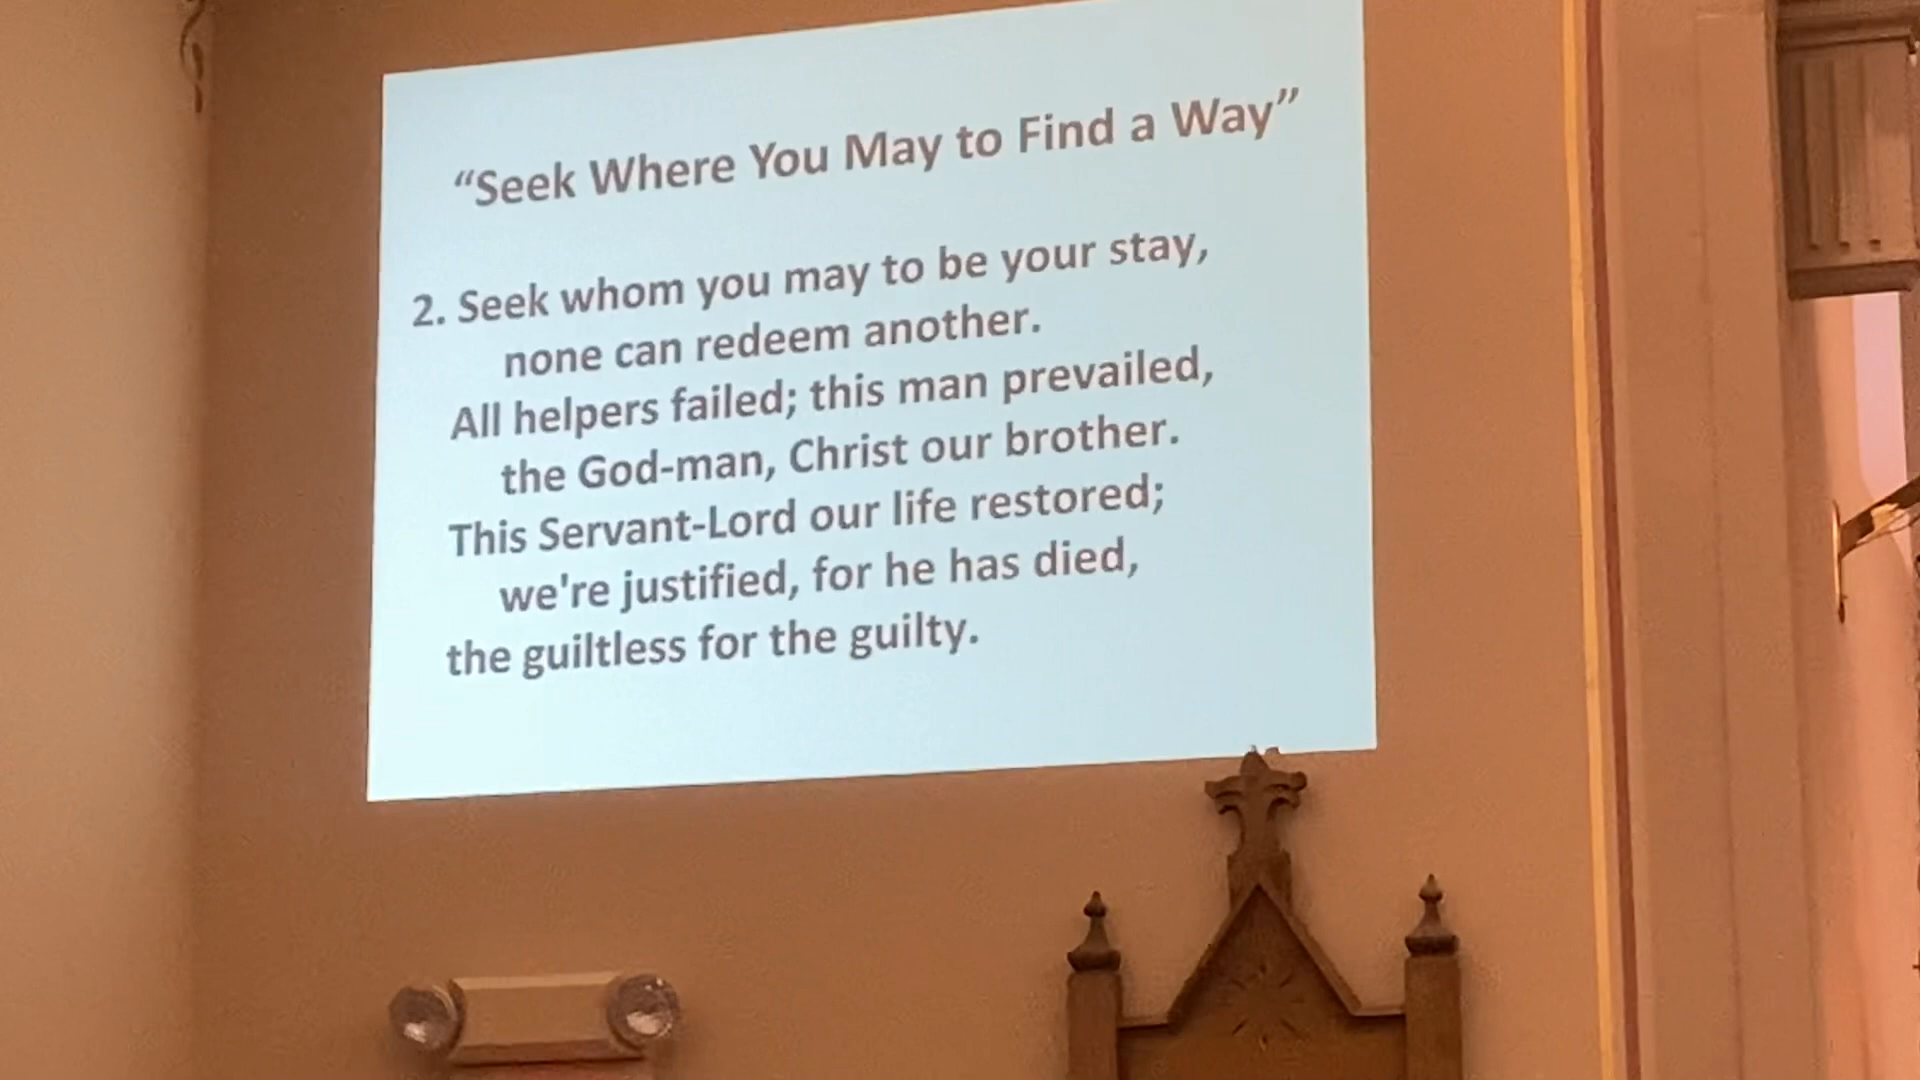 “Seek Where You May to Find a Way”
2. Seek whom you may to be your stay,
none can redeem another.
All helpers failed; this man prevailed,
the God-man, Christ our brother.
This Servant-Lord our life restored;
we're justified, for he has died,
the guiltless for the guilty.